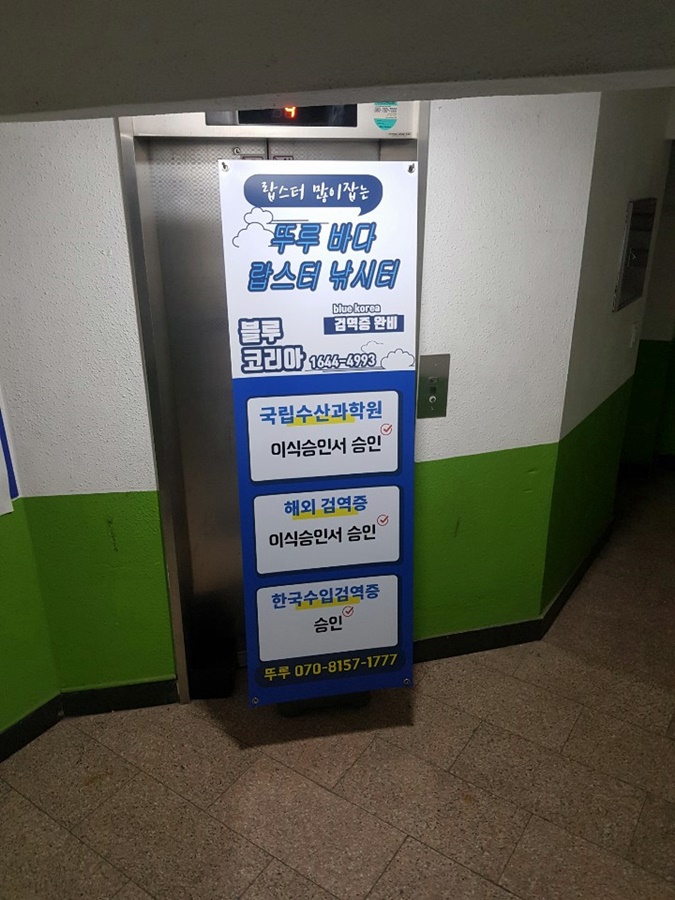 4
랍스터 많이잡는
뚜루 바다
랍스터 낚시터
blue korea
검역증 완비
블루
코리아 1644-4993
국립수산과학원
이식승인서 승인
해외 검역증
이식승인서 승인
한국수입검역증
승인
뚜루 070-8157-1777